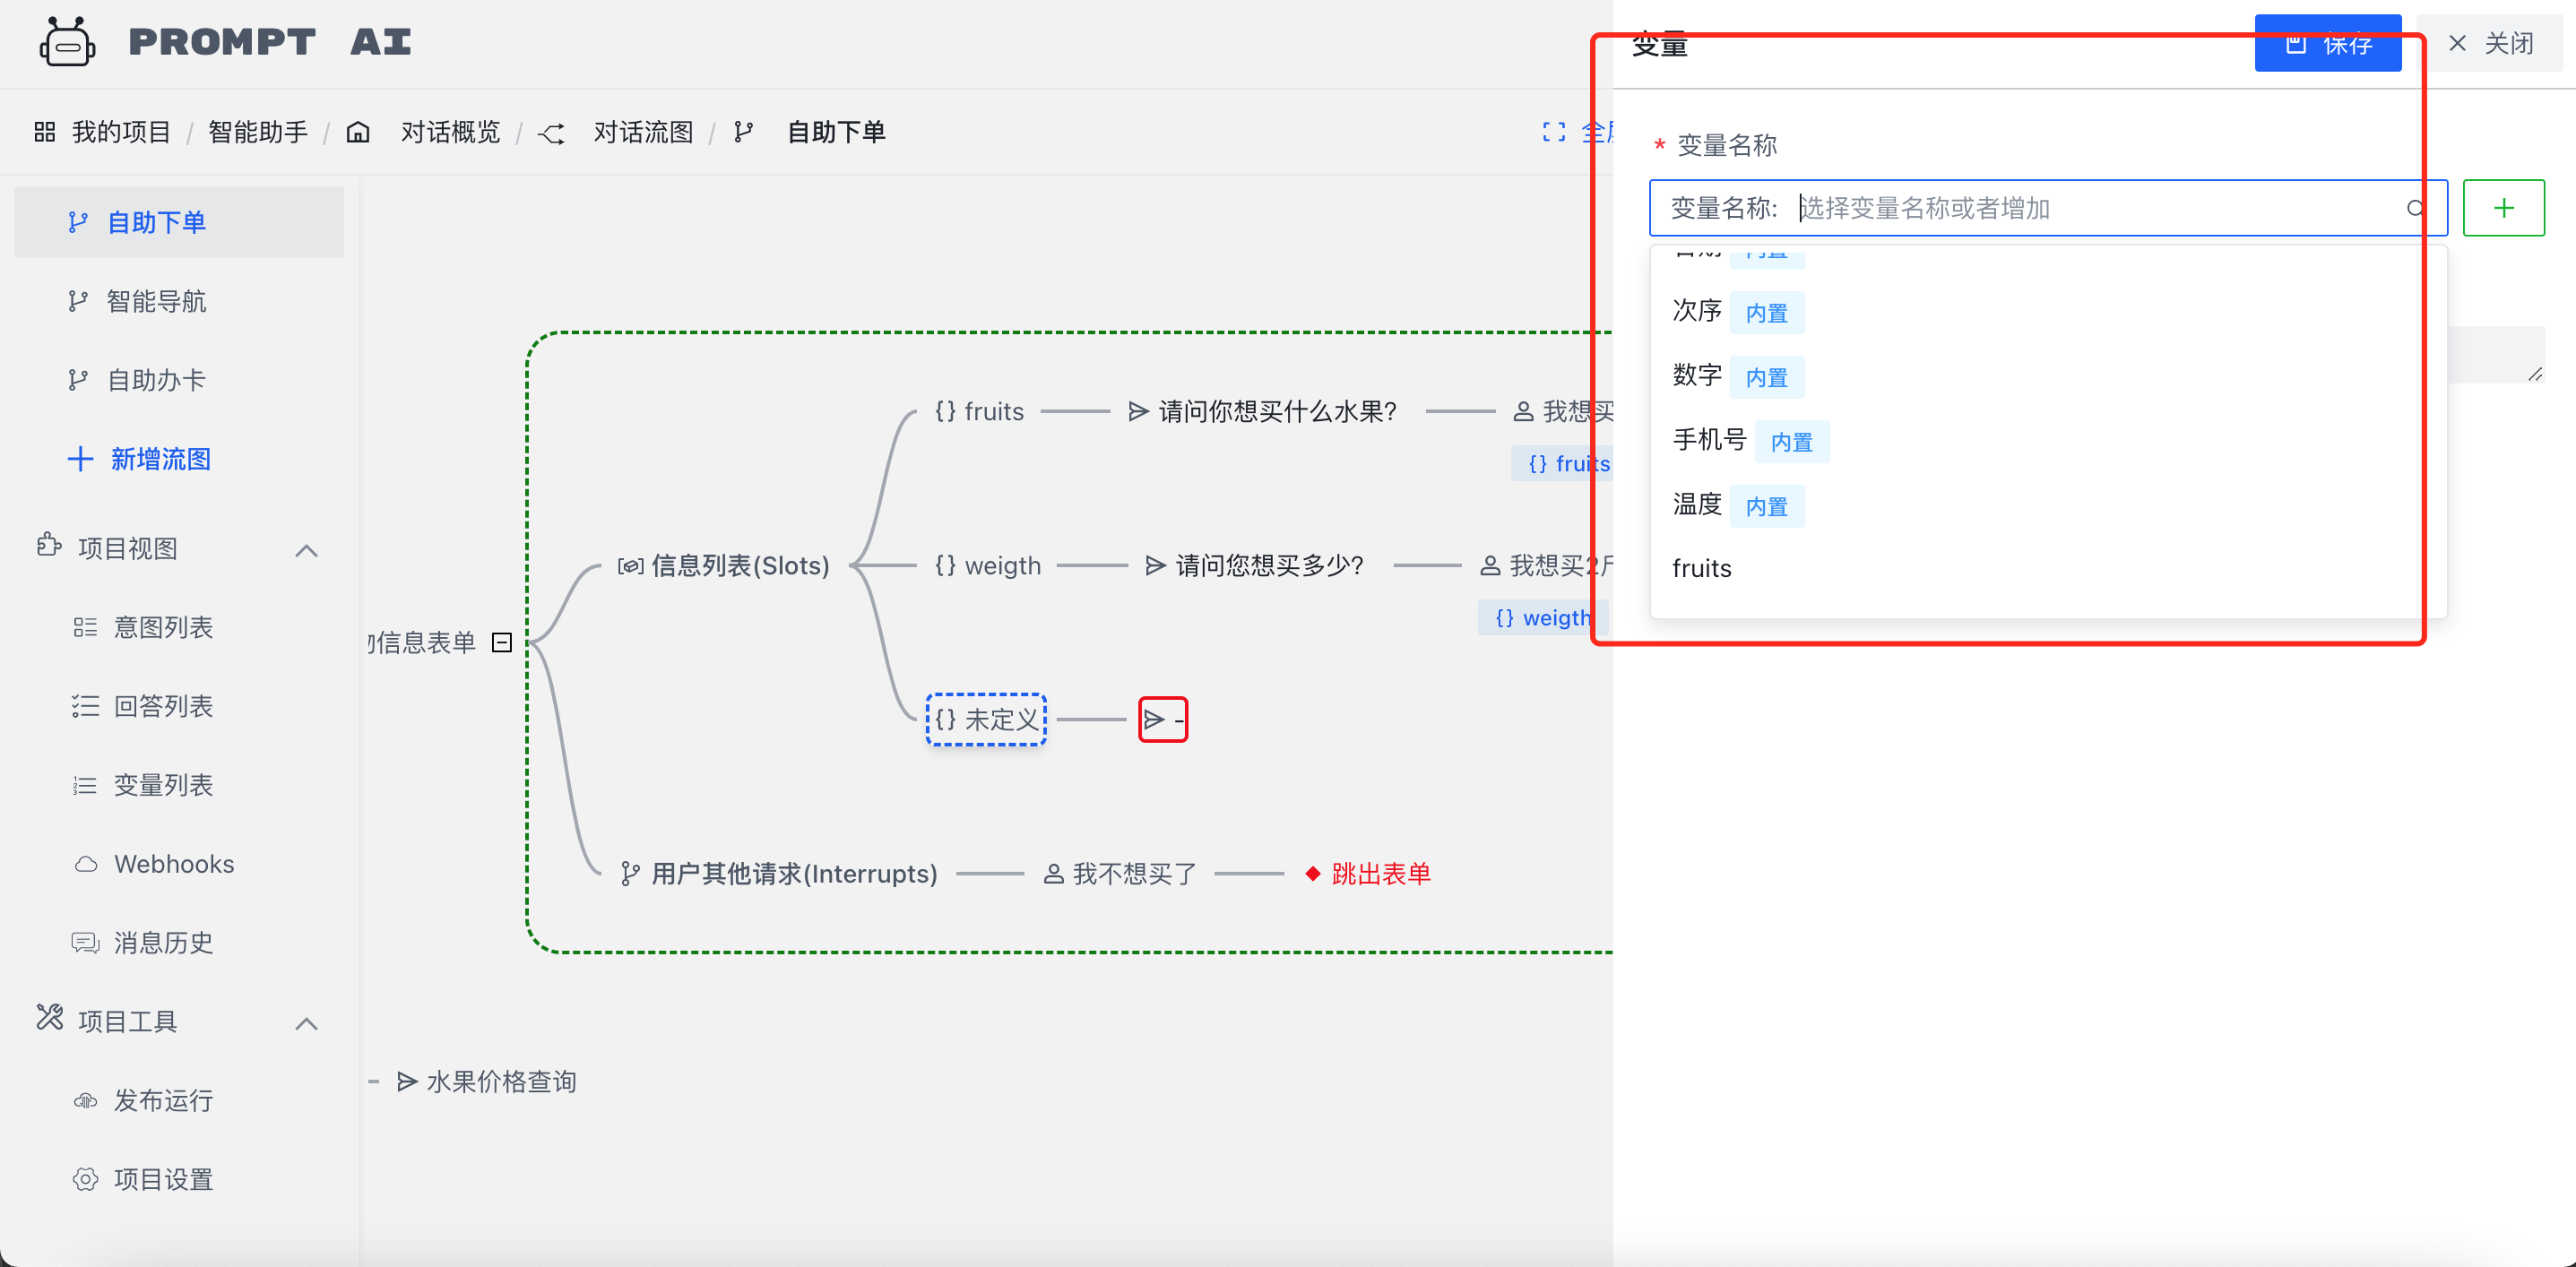 PROMPT AI
变量
保存
关闭
我的项目 / 智能助手 / 对话概览 / 对话流图 / 自助下单
全
* 变量名称
变量名称: 选择变量名称或者增加
自助下单
智能导航
自助办卡
新增流图
项目视图
意图列表
回答列表
变量列表
Webhooks
消息历史
项目工具
发布运行
项目设置
内置
次序 内置
数字 内置
手机号 内置
温度 内置
fruits
{} fruits
请问你想买什么水果?
我想买
{} fruits
信息列表(Slots)
{} weigth
请问您想买多少?
我想买2
{} weigth
信息表单
{} 未定义
-
用户其他请求(Interrupts)
我不想买了
跳出表单
水果价格查询